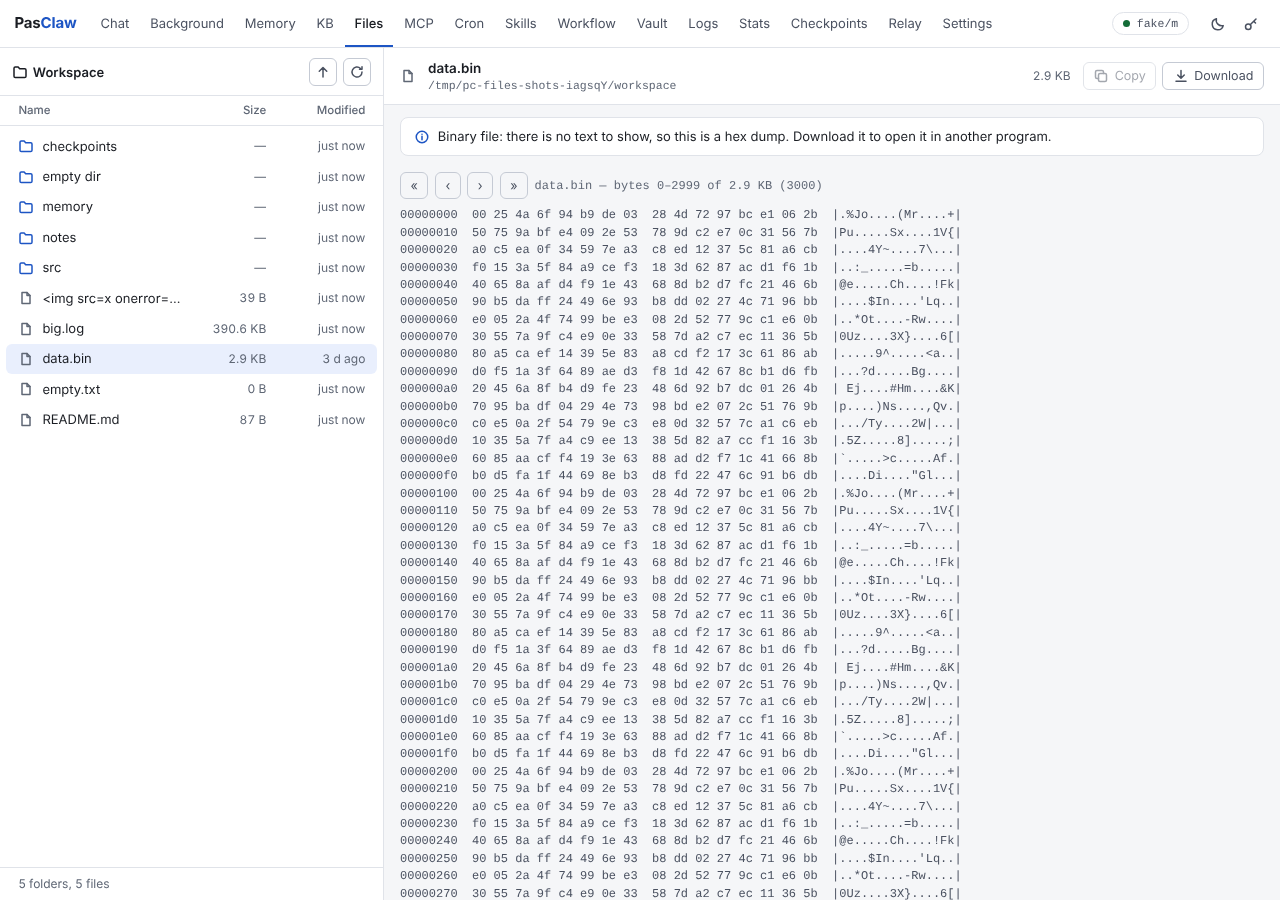 PasClaw Chat Background Memory KB Files MCP Cron Skills Workflow Vault Logs Stats Checkpoints Relay Settings fake/m
Workspace
Name Size Modified
checkpoints — just now
empty dir — just now
memory — just now
notes — just now
src — just now
<img src=x onerror=... 39 B just now
big.log 390.6 KB just now
data.bin 2.9 KB 3 d ago
empty.txt 0 B just now
README.md 87 B just now
5 folders, 5 files
data.bin
/tmp/pc-files-shots-iagsqY/workspace
2.9 KB Copy Download
Binary file: there is no text to show, so this is a hex dump. Download it to open it in another program.
« ‹ › » data.bin — bytes 0–2999 of 2.9 KB (3000)
00000000  00 25 4a 6f 94 b9 de 03  28 4d 72 97 bc e1 06 2b  |.%Jo....(Mr....+|
00000010  50 75 9a bf e4 09 2e 53  78 9d c2 e7 0c 31 56 7b  |Pu.....Sx....1V{|
00000020  a0 c5 ea 0f 34 59 7e a3  c8 ed 12 37 5c 81 a6 cb  |....4Y~....7\...|
00000030  f0 15 3a 5f 84 a9 ce f3  18 3d 62 87 ac d1 f6 1b  |..:_.....=b.....|
00000040  40 65 8a af d4 f9 1e 43  68 8d b2 d7 fc 21 46 6b  |@e.....Ch....!Fk|
00000050  90 b5 da ff 24 49 6e 93  b8 dd 02 27 4c 71 96 bb  |....$In....'Lq..|
00000060  e0 05 2a 4f 74 99 be e3  08 2d 52 77 9c c1 e6 0b  |..*Ot....-Rw....|
00000070  30 55 7a 9f c4 e9 0e 33  58 7d a2 c7 ec 11 36 5b  |0Uz....3X}....6[|
00000080  80 a5 ca ef 14 39 5e 83  a8 cd f2 17 3c 61 86 ab  |.....9^.....<a..|
00000090  d0 f5 1a 3f 64 89 ae d3  f8 1d 42 67 8c b1 d6 fb  |...?d.....Bg....|
000000a0  20 45 6a 8f b4 d9 fe 23  48 6d 92 b7 dc 01 26 4b  | Ej....#Hm....&K|
000000b0  70 95 ba df 04 29 4e 73  98 bd e2 07 2c 51 76 9b  |p....)Ns....,Qv.|
000000c0  c0 e5 0a 2f 54 79 9e c3  e8 0d 32 57 7c a1 c6 eb  |.../Ty....2W|...|
000000d0  10 35 5a 7f a4 c9 ee 13  38 5d 82 a7 cc f1 16 3b  |.5Z.....8].....;|
000000e0  60 85 aa cf f4 19 3e 63  88 ad d2 f7 1c 41 66 8b  |`.....>c.....Af.|
000000f0  b0 d5 fa 1f 44 69 8e b3  d8 fd 22 47 6c 91 b6 db  |....Di...."Gl...|
00000100  00 25 4a 6f 94 b9 de 03  28 4d 72 97 bc e1 06 2b  |.%Jo....(Mr....+|
00000110  50 75 9a bf e4 09 2e 53  78 9d c2 e7 0c 31 56 7b  |Pu.....Sx....1V{|
00000120  a0 c5 ea 0f 34 59 7e a3  c8 ed 12 37 5c 81 a6 cb  |....4Y~....7\...|
00000130  f0 15 3a 5f 84 a9 ce f3  18 3d 62 87 ac d1 f6 1b  |..:_.....=b.....|
00000140  40 65 8a af d4 f9 1e 43  68 8d b2 d7 fc 21 46 6b  |@e.....Ch....!Fk|
00000150  90 b5 da ff 24 49 6e 93  b8 dd 02 27 4c 71 96 bb  |....$In....'Lq..|
00000160  e0 05 2a 4f 74 99 be e3  08 2d 52 77 9c c1 e6 0b  |..*Ot....-Rw....|
00000170  30 55 7a 9f c4 e9 0e 33  58 7d a2 c7 ec 11 36 5b  |0Uz....3X}....6[|
00000180  80 a5 ca ef 14 39 5e 83  a8 cd f2 17 3c 61 86 ab  |.....9^.....<a..|
00000190  d0 f5 1a 3f 64 89 ae d3  f8 1d 42 67 8c b1 d6 fb  |...?d.....Bg....|
000001a0  20 45 6a 8f b4 d9 fe 23  48 6d 92 b7 dc 01 26 4b  | Ej....#Hm....&K|
000001b0  70 95 ba df 04 29 4e 73  98 bd e2 07 2c 51 76 9b  |p....)Ns....,Qv.|
000001c0  c0 e5 0a 2f 54 79 9e c3  e8 0d 32 57 7c a1 c6 eb  |.../Ty....2W|...|
000001d0  10 35 5a 7f a4 c9 ee 13  38 5d 82 a7 cc f1 16 3b  |.5Z.....8].....;|
000001e0  60 85 aa cf f4 19 3e 63  88 ad d2 f7 1c 41 66 8b  |`.....>c.....Af.|
000001f0  b0 d5 fa 1f 44 69 8e b3  d8 fd 22 47 6c 91 b6 db  |....Di...."Gl...|
00000200  00 25 4a 6f 94 b9 de 03  28 4d 72 97 bc e1 06 2b  |.%Jo....(Mr....+|
00000210  50 75 9a bf e4 09 2e 53  78 9d c2 e7 0c 31 56 7b  |Pu.....Sx....1V{|
00000220  a0 c5 ea 0f 34 59 7e a3  c8 ed 12 37 5c 81 a6 cb  |....4Y~....7\...|
00000230  f0 15 3a 5f 84 a9 ce f3  18 3d 62 87 ac d1 f6 1b  |..:_.....=b.....|
00000240  40 65 8a af d4 f9 1e 43  68 8d b2 d7 fc 21 46 6b  |@e.....Ch....!Fk|
00000250  90 b5 da ff 24 49 6e 93  b8 dd 02 27 4c 71 96 bb  |....$In....'Lq..|
00000260  e0 05 2a 4f 74 99 be e3  08 2d 52 77 9c c1 e6 0b  |..*Ot....-Rw....|
00000270  30 55 7a 9f c4 e9 0e 33  58 7d a2 c7 ec 11 36 5b  |0Uz....3X}....6[|